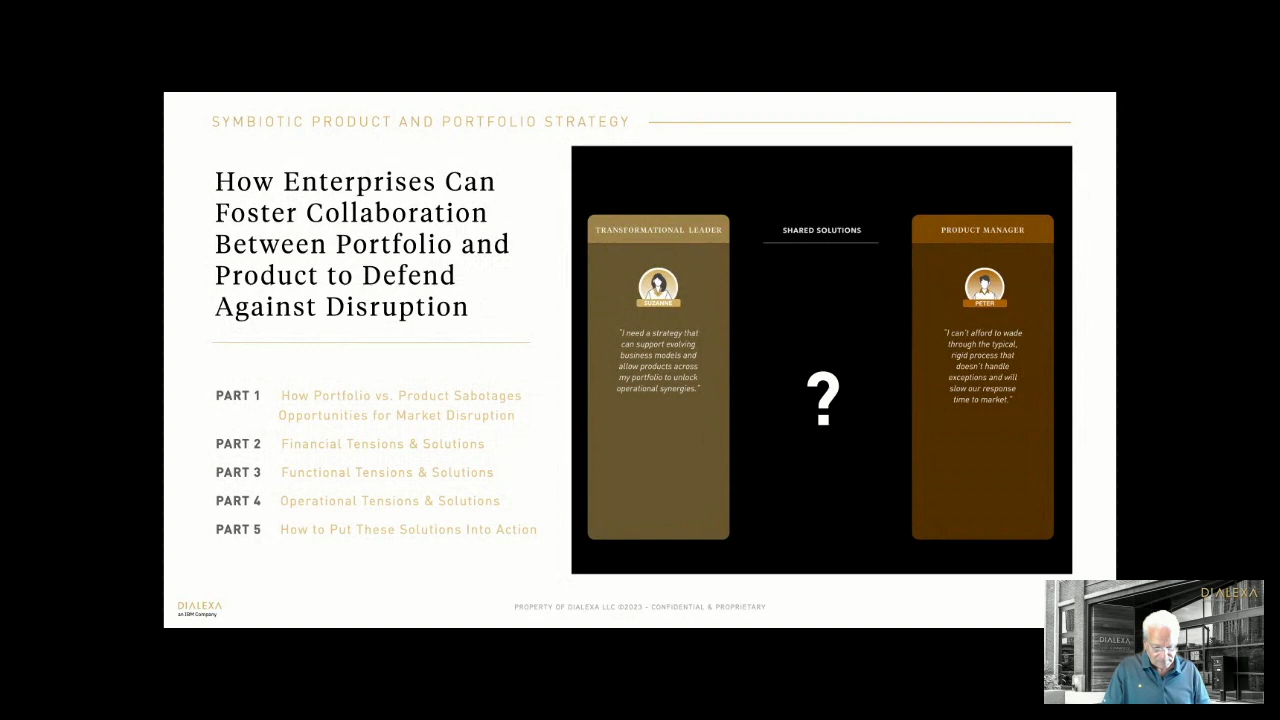 SYMBIOTIC PRODUCT AND PORTFOLIO STRATEGY
How Enterprises Can
Foster Collaboration
Between Portfolio and
Product to Defend
Against Disruption
PART 1 How Portfolio vs. Product Sabotages
Opportunities for Market Disruption
PART 2 Financial Tensions & Solutions
PART 3 Functional Tensions & Solutions
PART 4 Operational Tensions & Solutions
PART 5 How to Put These Solutions Into Action
TRANSFORMATIONAL LEADER
SUZANNE
"I need a strategy that
can support evolving
business models and
allow products across
my portfolio to unlock
operational synergies."
SHARED SOLUTIONS
?
PRODUCT MANAGER
PETER
"I can't afford to wade
through the typical,
rigid process that
doesn't handle
exceptions and will
slow our response
time to market."
DIALEXA
an IBM Company
PROPERTY OF DIALEXA LLC ©2023 - CONFIDENTIAL & PROPRIETARY
DIALEXA
DIALEXA